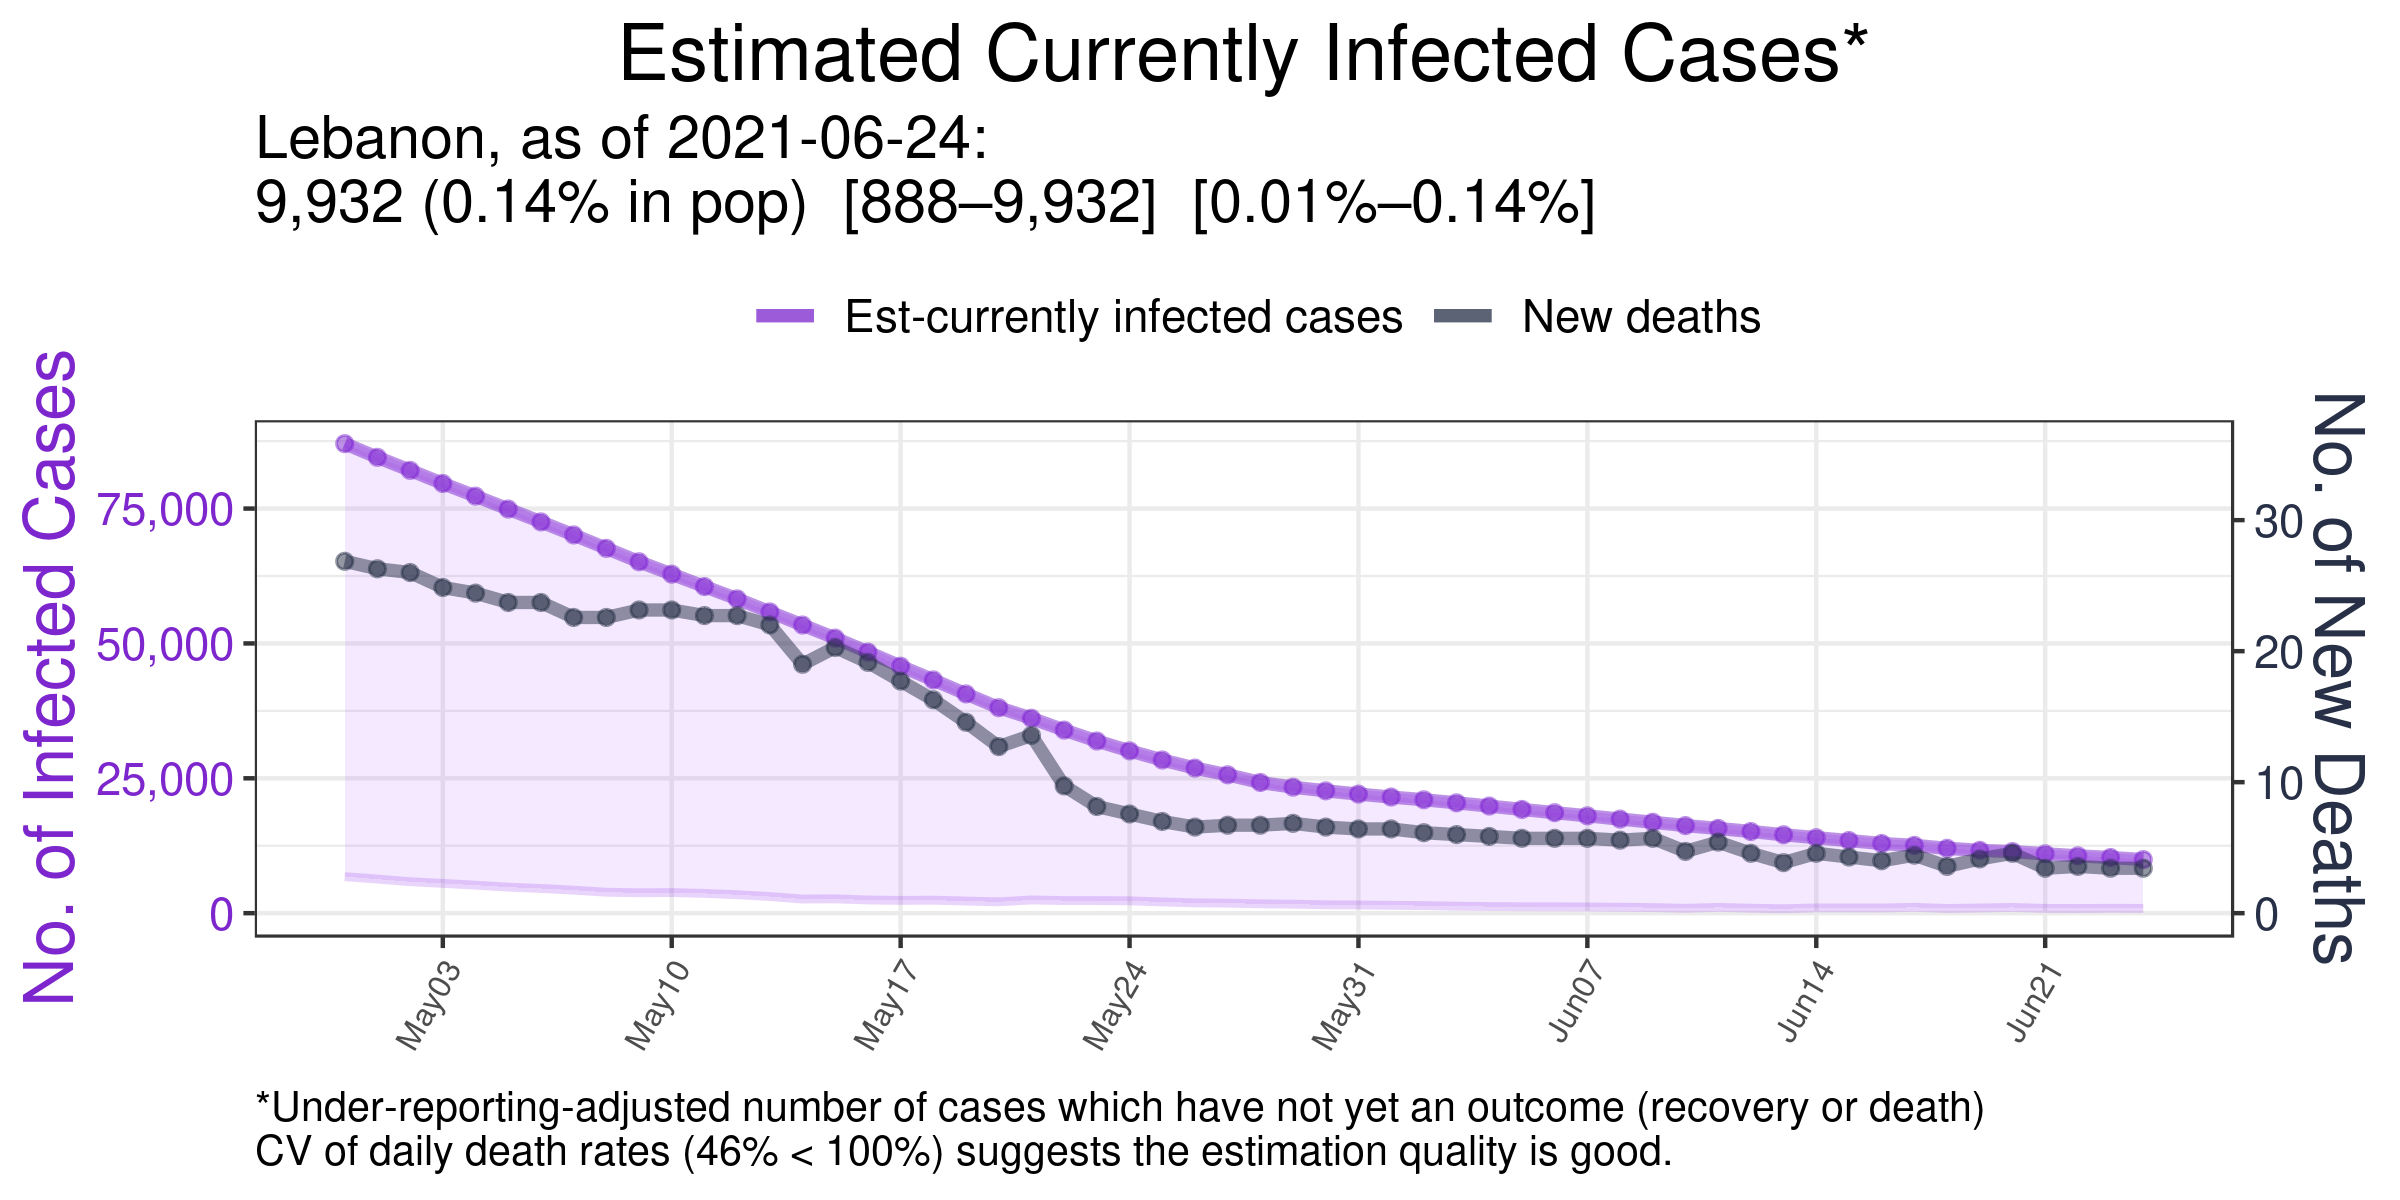 Estimated Currently Infected Cases*
Lebanon, as of 2021-06-24:
9,932 (0.14% in pop)  [888–9,932]  [0.01%–0.14%]
Est-currently infected cases
New deaths
No. of Infected Cases
75,000
50,000
25,000
0
30
20
10
0
No. of New Deaths
May03
May10
May17
May24
May31
Jun07
Jun14
Jun21
*Under-reporting-adjusted number of cases which have not yet an outcome (recovery or death)
CV of daily death rates (46% < 100%) suggests the estimation quality is good.